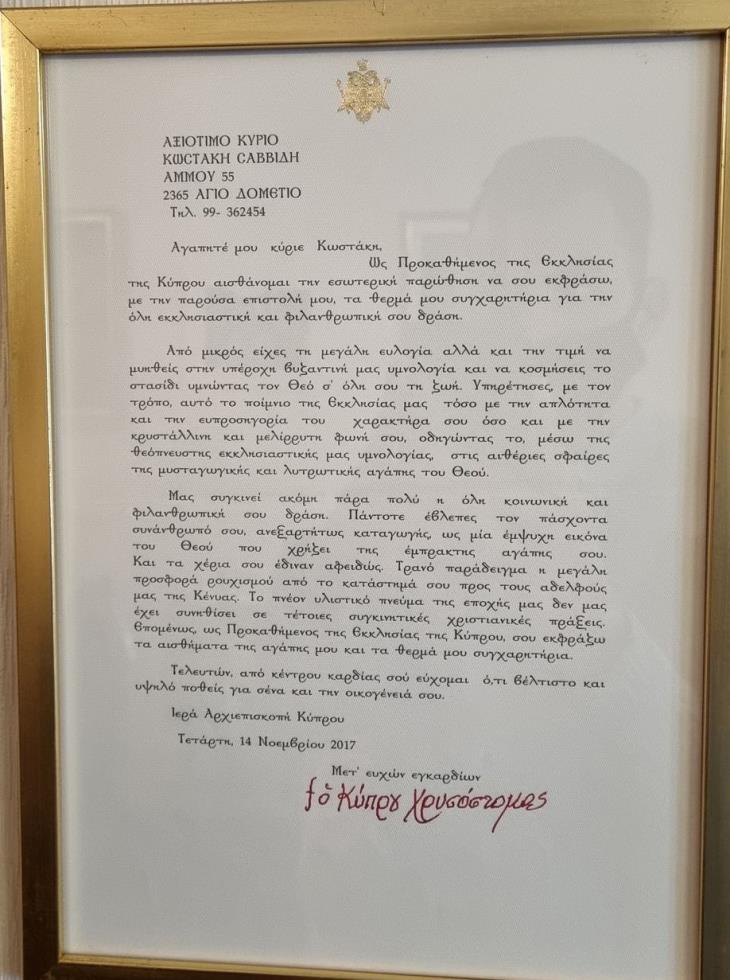 ΑΞΙΟΤΙΜΟ ΚΥΡΙΟ
ΚΩΣΤΑΚΗ ΣΑΒΒΙΔΗ
ΑΜΜΟΥ 55
2365 ΑΓΙΟ ΔΟΜΕΤΙΟ
Τηλ. 99- 362454
Αγαπητέ μου κύριε Κωστάκη,
Ως Προκαθήμενος της Εκκλησίας
της Κύπρου αισθάνομαι την εσωτερική παρώθηση να σου εκφράσω,
με την παρούσα επιστολή μου, τα θερμά μου συγχαρητήρια για την
όλη εκκλησιαστική και φιλανθρωπική σου δράση.
Από μικρός είχες τη μεγάλη ευλογία αλλά και την τιμή να
μυηθείς στην υπέροχη βυζαντινή μας υμνολογία και να κοσμήσεις το
στασίδι υμνώντας τον Θεό σ' όλη σου τη ζωή. Υπηρέτησες, με τον
τρόπο, αυτό το ποίμνιο της Εκκλησίας μας τόσο με την απλότητα
και την ευπροσηγορία του χαρακτήρα σου όσο και με την
κρυστάλλινη και μελίρρυτη φωνή σου, οδηγώντας το, μέσω της
θεόπνευστης εκκλησιαστικής μας υμνολογίας, στις αιθέριες σφαίρες
της μυσταγωγικής και λυτρωτικής αγάπης του Θεού.
Μας συγκινεί ακόμη πάρα πολύ η όλη κοινωνική και
φιλανθρωπική σου δράση. Πάντοτε έβλεπες τον πάσχοντα
συνάνθρωπό σου, ανεξαρτήτως καταγωγής, ως μία έμψυχη εικόνα
του Θεού που χρήζει της έμπρακτης αγάπης σου.
Και τα χέρια σου έδιναν αφειδώς. Τρανό παράδειγμα η μεγάλη
προσφορά ρουχισμού από το κατάστημά σου προς τους αδελφούς
μας της Κένυας. Το πνέον υλιστικό πνεύμα της εποχής μας δεν μας
έχει συνηθίσει σε τέτοιες συγκινητικές χριστιανικές πράξεις.
Επομένως, ως Προκαθήμενος της Εκκλησίας της Κύπρου, σου εκφράζω
τα αισθήματα της αγάπης μου και τα θερμά μου συγχαρητήρια.
Τελευτών, από κέντρου καρδίας σού εύχομαι ό,τι βέλτιστο και
υψηλό ποθείς για σένα και την οικογένειά σου.
Ιερά Αρχιεπισκοπή Κύπρου
Τετάρτη, 14 Νοεμβρίου 2017
Μετ' ευχών εγκαρδίων
† ὁ Κύπρου Χρυσόστομος